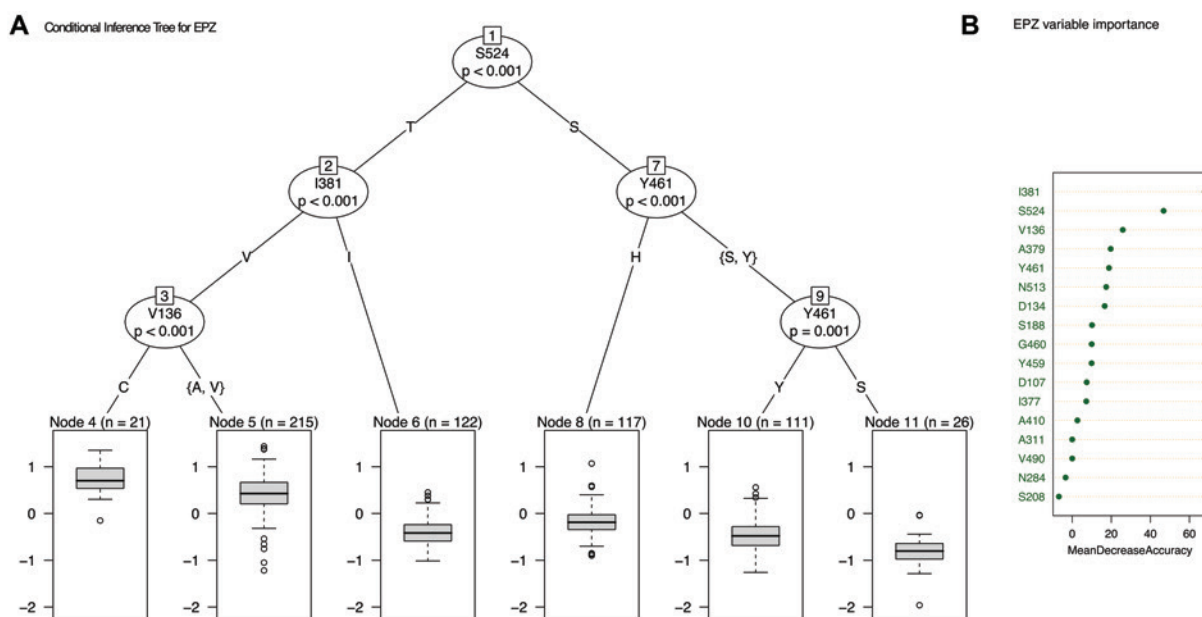 A Conditional Inference Tree for EPZ
1
S524
p < 0.001
T
S
2
I381
p < 0.001
7
Y461
p < 0.001
V
I
H
{S, Y}
3
V136
p < 0.001
9
Y461
p = 0.001
C
{A, V}
Y
S
Node 4 (n = 21)
Node 5 (n = 215)
Node 6 (n = 122)
Node 8 (n = 117)
Node 10 (n = 111)
Node 11 (n = 26)
1 1 1 1 1 1
0 0 0 0 0 0
−1 −1 −1 −1 −1 −1
−2 −2 −2 −2 −2 −2
B EPZ variable importance
I381
S524
V136
A379
Y461
N513
D134
S188
G460
Y459
D107
I377
A410
A311
V490
N284
S208
0 20 40 60
MeanDecreaseAccuracy